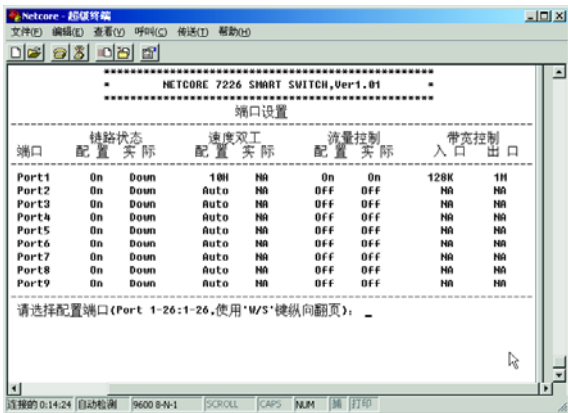 Netcore - 超级终端
文件(F) 编辑(E) 查看(V) 呼叫(C) 传送(T) 帮助(H)
****************************************************
* NETCORE 7226 SMART SWITCH,Ver1.01 *
****************************************************
端口设置
链路状态 速度双工 流量控制 带宽控制
端口 配 置 实 际 配 置 实 际 配 置 实 际 入 口 出 口
Port1 On Down 10H NA On On 128K 1M
Port2 On Down Auto NA Off Off NA NA
Port3 On Down Auto NA Off Off NA NA
Port4 On Down Auto NA Off Off NA NA
Port5 On Down Auto NA Off Off NA NA
Port6 On Down Auto NA Off Off NA NA
Port7 On Down Auto NA Off Off NA NA
Port8 On Down Auto NA Off Off NA NA
Port9 On Down Auto NA Off Off NA NA
请选择配置端口(Port 1-26:1-26,使用'W/S'键纵向翻页): _
连接的 0:14:24 自动检测 9600 8-N-1 SCROLL CAPS NUM 捕 打印